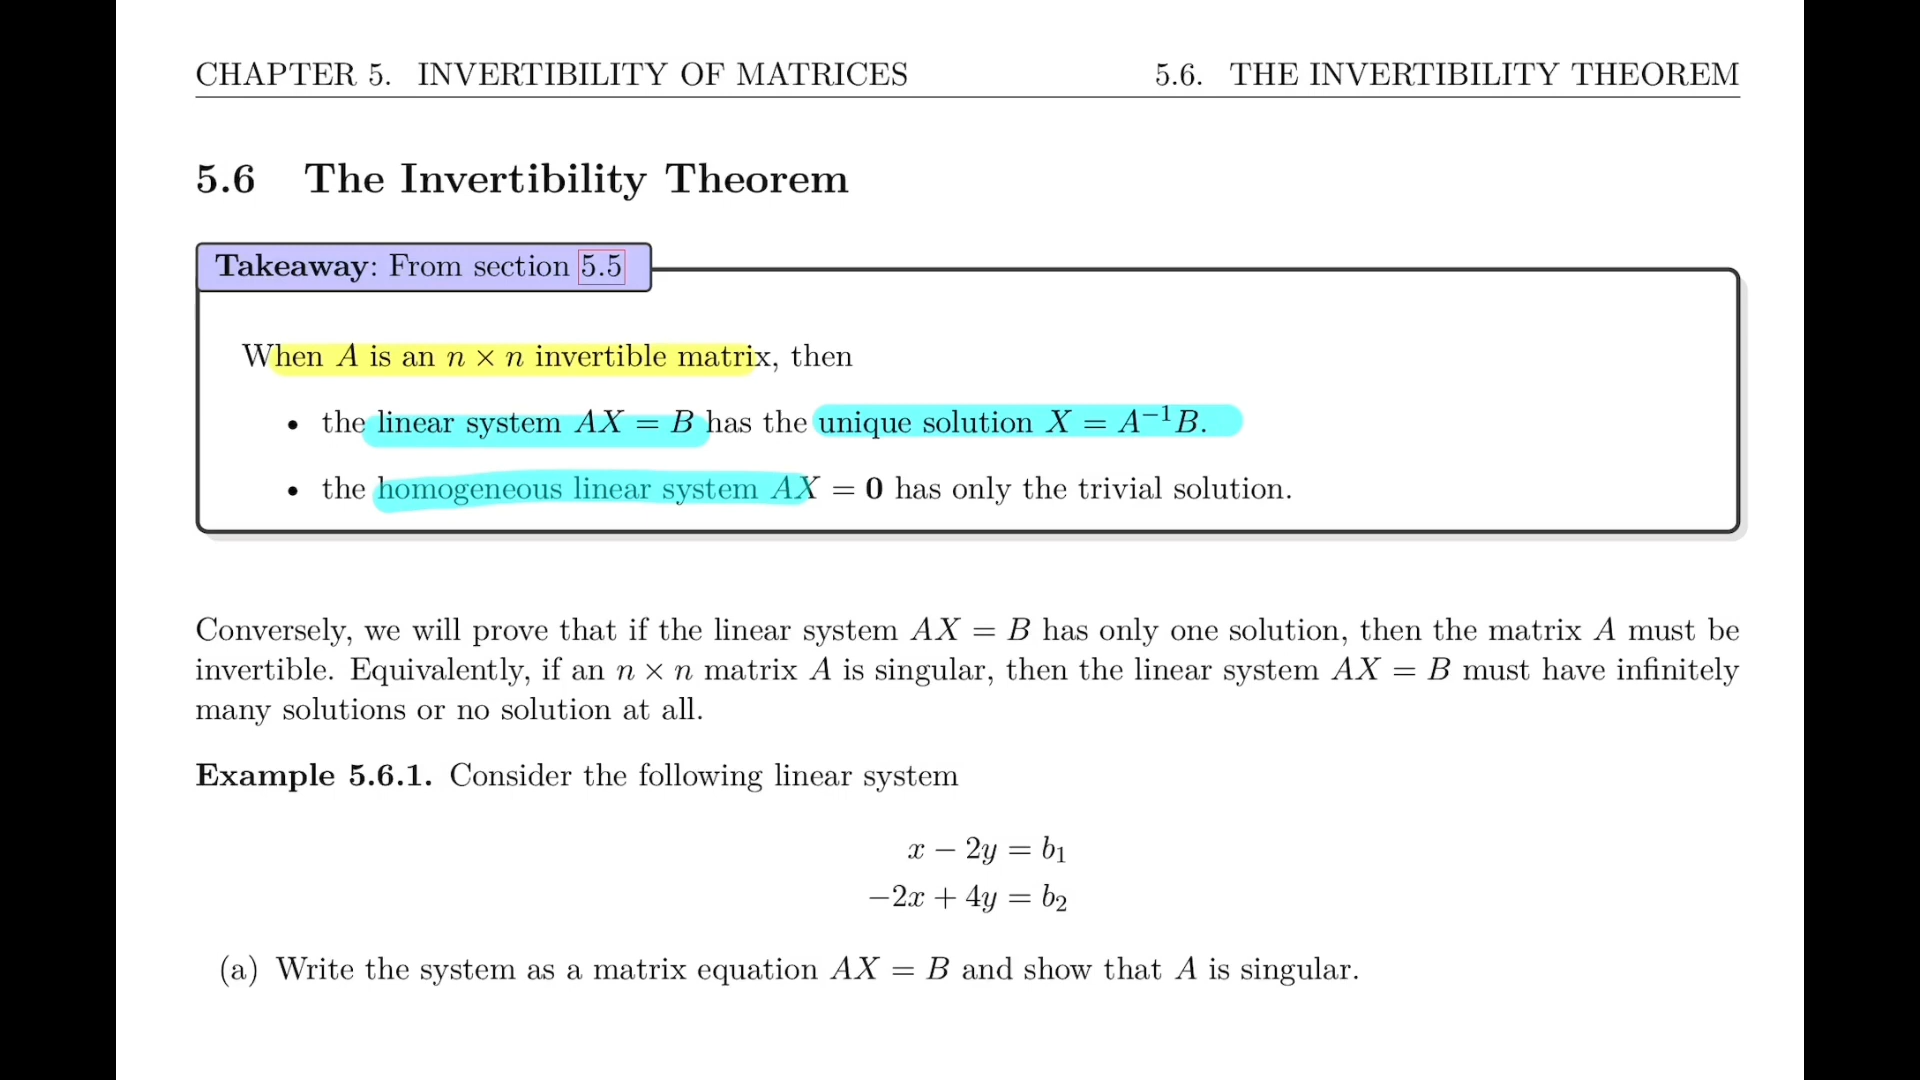 CHAPTER 5. INVERTIBILITY OF MATRICES 5.6. THE INVERTIBILITY THEOREM
5.6 The Invertibility Theorem
Takeaway: From section 5.5
When A is an n × n invertible matrix, then
• the linear system AX = B has the unique solution X = A⁻¹B.
• the homogeneous linear system AX = 0 has only the trivial solution.
Conversely, we will prove that if the linear system AX = B has only one solution, then the matrix A must be
invertible. Equivalently, if an n × n matrix A is singular, then the linear system AX = B must have infinitely
many solutions or no solution at all.
Example 5.6.1. Consider the following linear system
x − 2y = b₁
−2x + 4y = b₂
(a) Write the system as a matrix equation AX = B and show that A is singular.